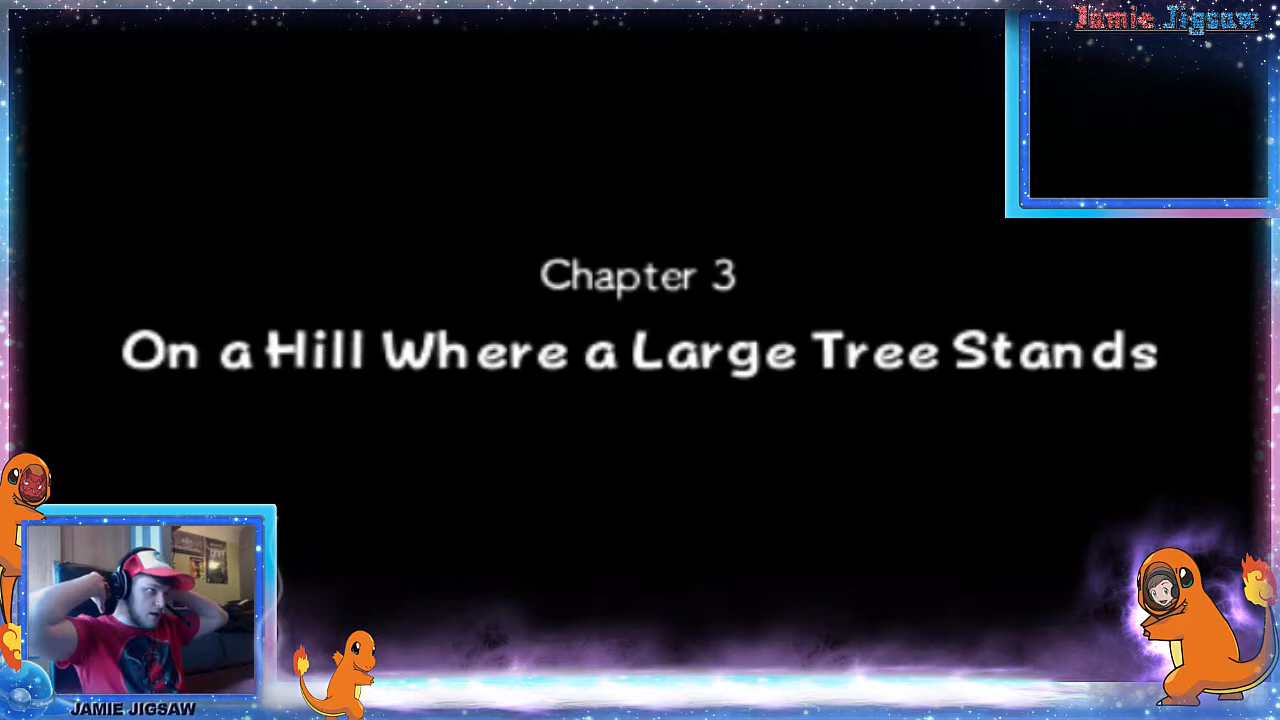 Jamie Jigsaw
Chapter 3
On a Hill Where a Large Tree Stands
JAMIE JIGSAW